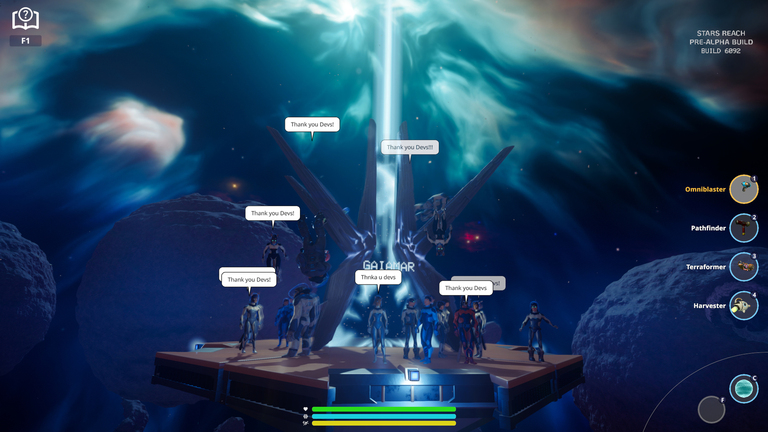 ?
F1
STARS REACH
PRE-ALPHA BUILD
BUILD 6092
Thank you Devs!
Thank you Devs!!!
1
Omniblaster
2
Pathfinder
Thank you Devs!
3
Terraformer
GAIAMAR
Thank you Devs!
Thnka u devs
Thank you Devs
4
Harvester
C
F